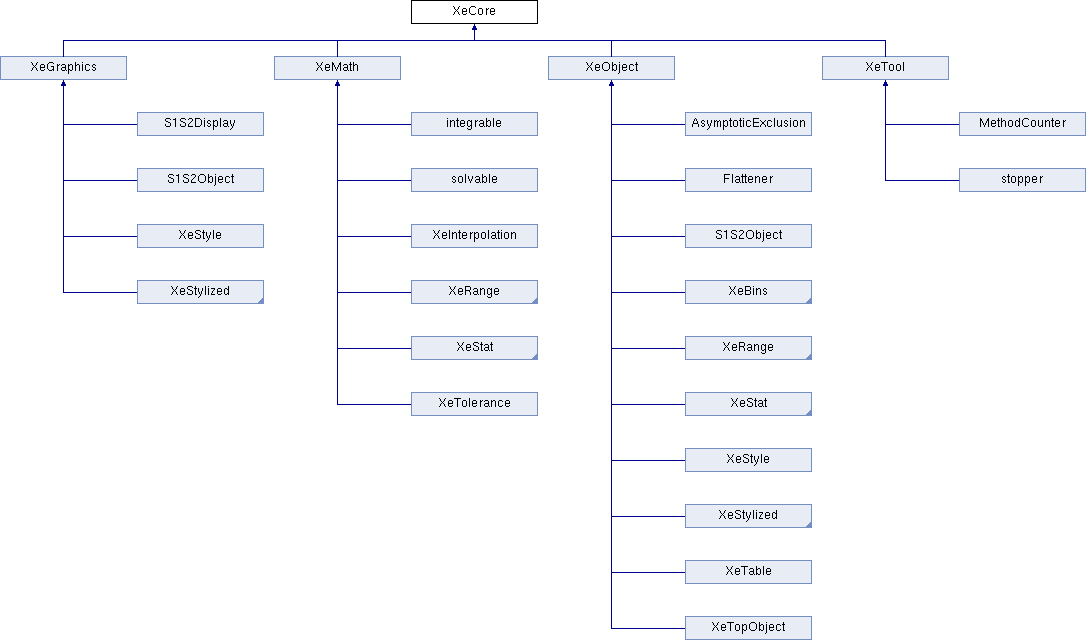 XeCore
XeGraphics
XeMath
XeObject
XeTool
S1S2Display
integrable
AsymptoticExclusion
MethodCounter
S1S2Object
solvable
Flattener
stopper
XeStyle
XeInterpolation
S1S2Object
XeStylized
XeRange
XeBins
XeStat
XeRange
XeTolerance
XeStat
XeStyle
XeStylized
XeTable
XeTopObject